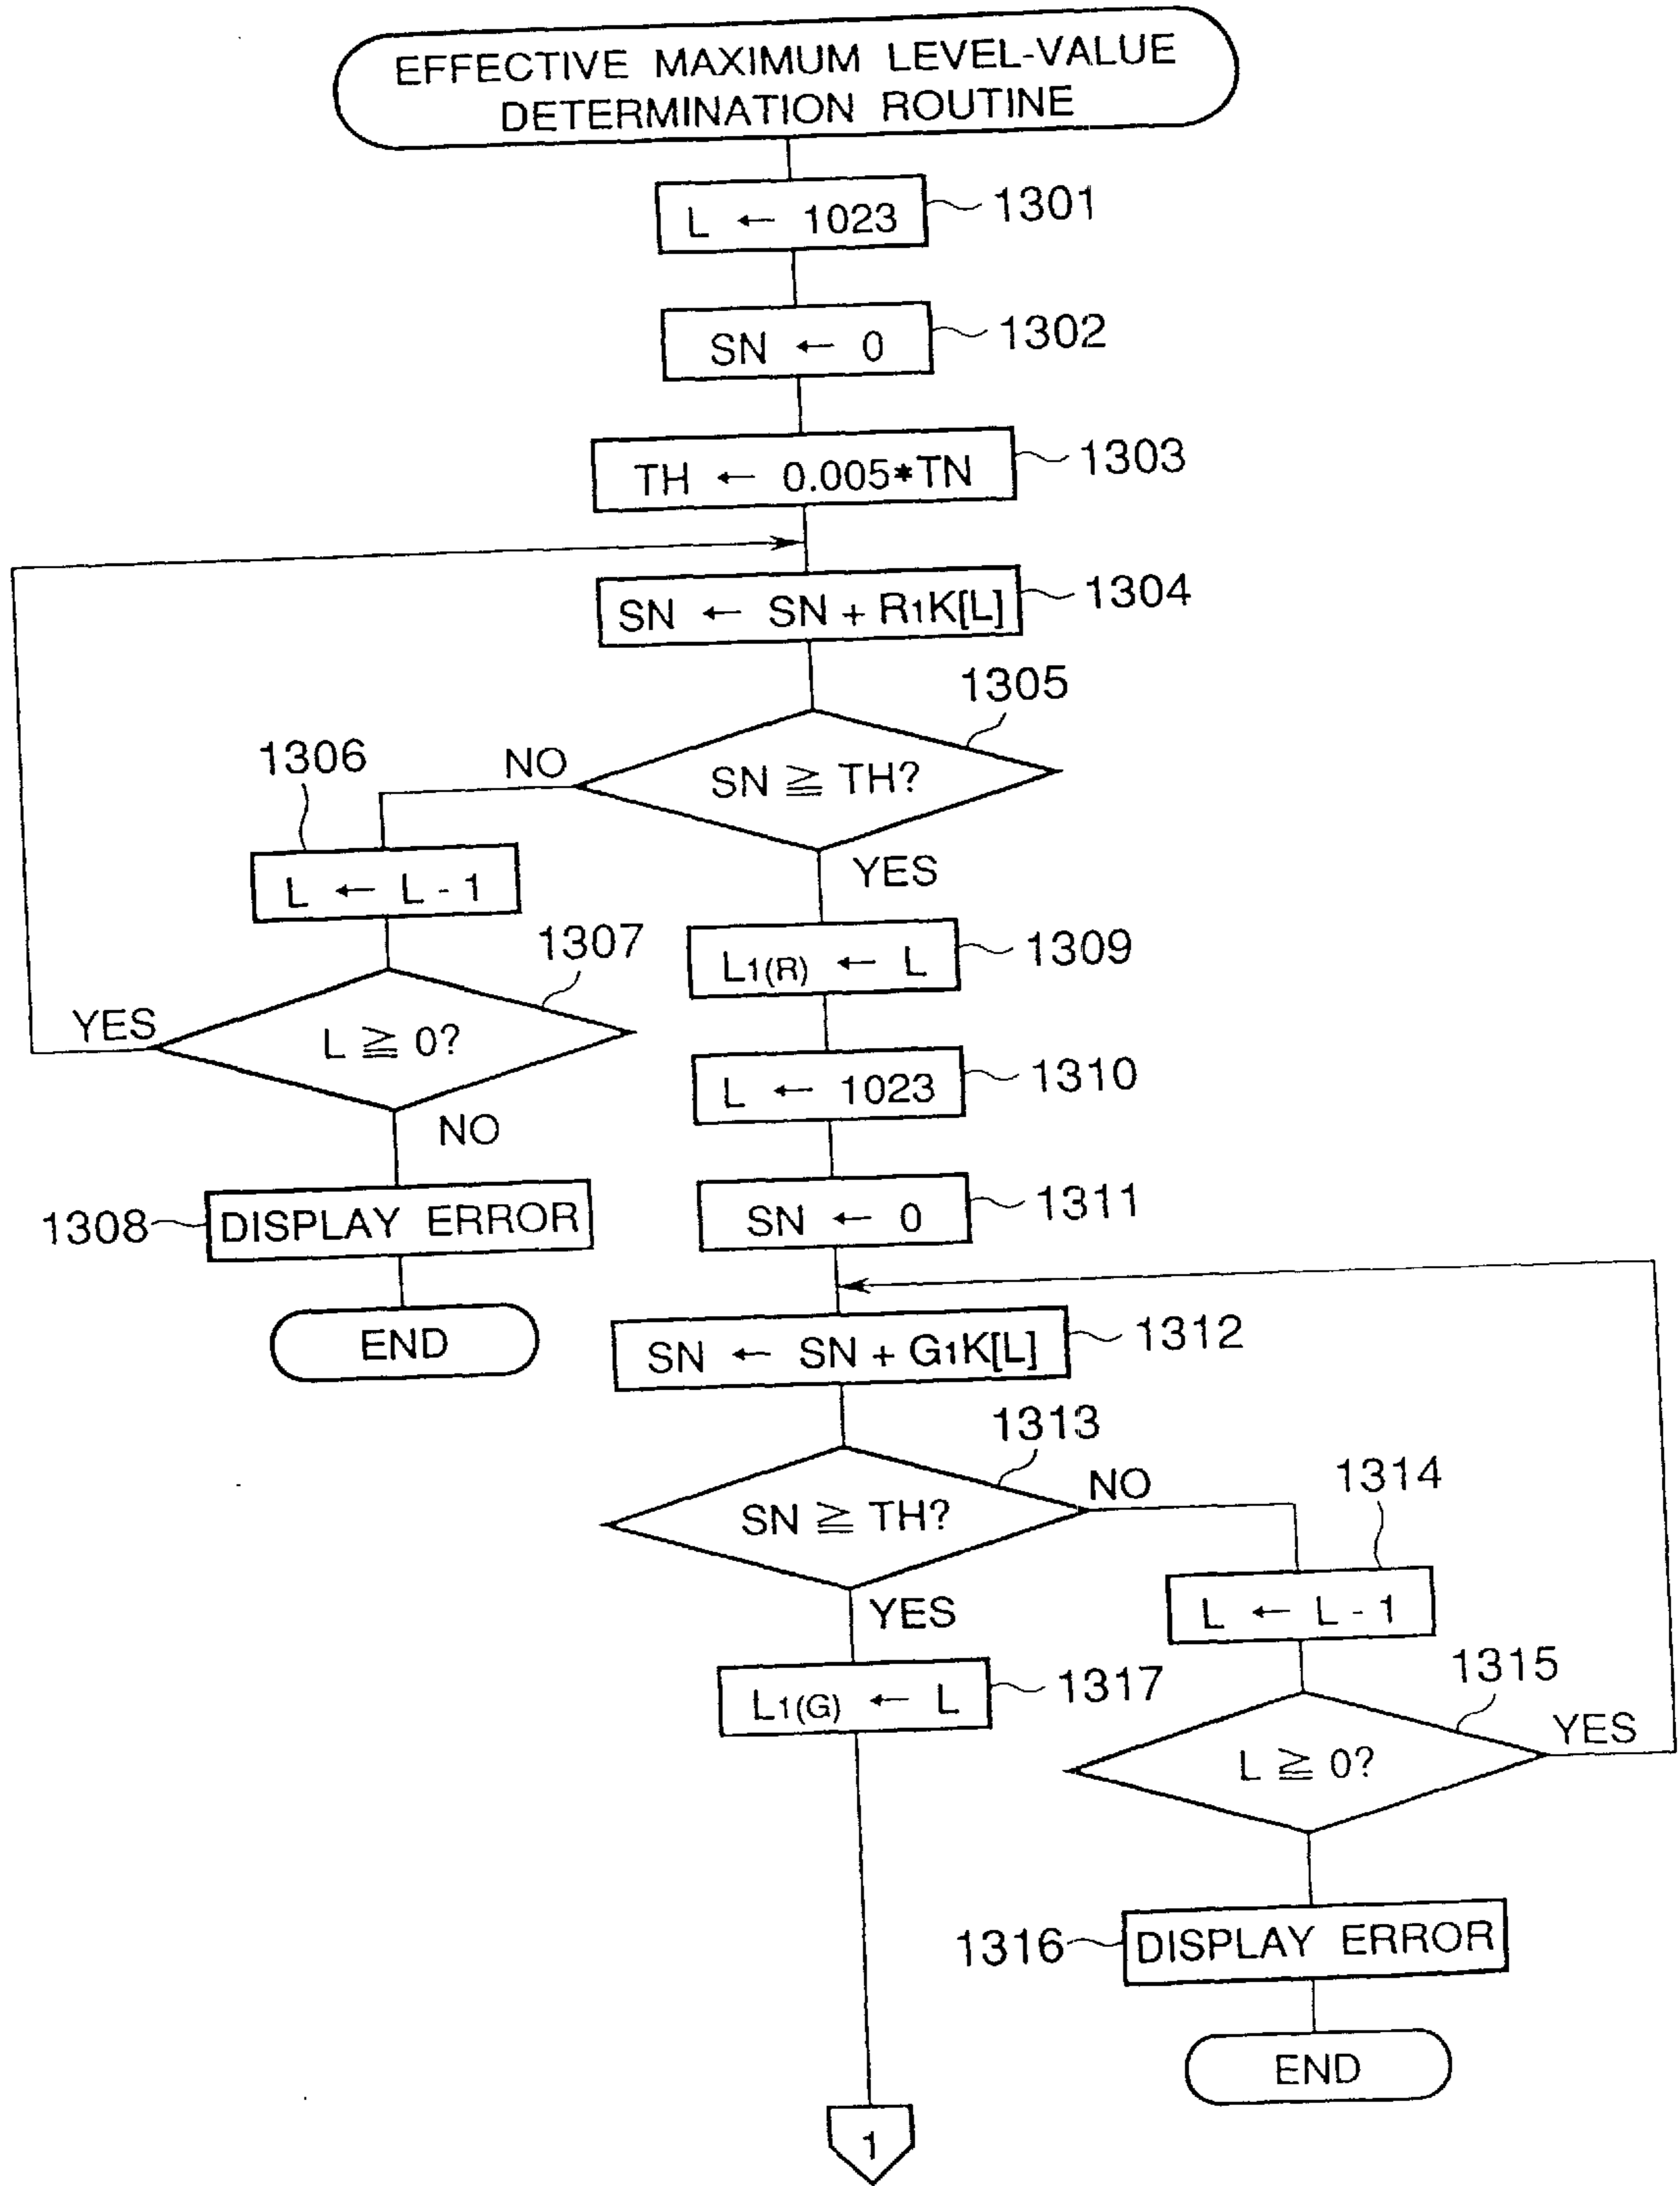 EFFECTIVE MAXIMUM LEVEL-VALUE
DETERMINATION ROUTINE
L ← 1023
1301
SN ← 0
1302
TH ← 0.005*TN
1303
SN ← SN + R1K[L]
1304
1305
SN ≧ TH?
NO
YES
1306
L ← L - 1
1307
L ≧ 0?
YES
NO
1308
DISPLAY ERROR
END
L1(R) ← L
1309
L ← 1023
1310
SN ← 0
1311
SN ← SN + G1K[L]
1312
1313
SN ≧ TH?
NO
YES
1314
L ← L - 1
1315
L ≧ 0?
YES
1316
DISPLAY ERROR
END
L1(G) ← L
1317
1